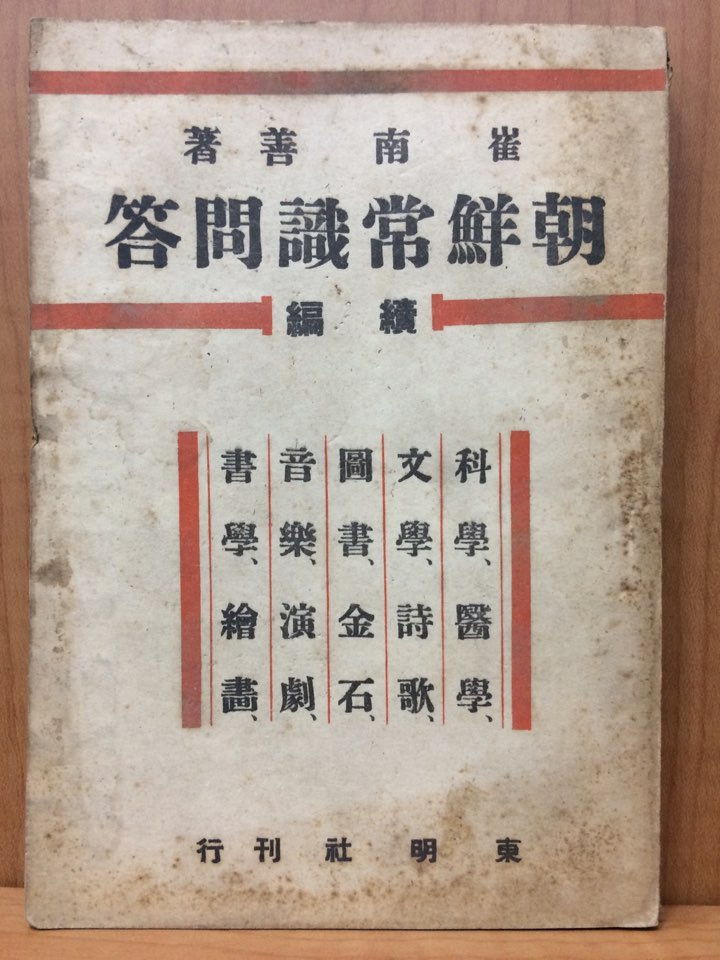 崔南善著
朝鮮常識問答
續編
科學、醫學、
文學、詩歌、
圖書、金石、
音樂、演劇、
書學、繪畵、
東明社刊行